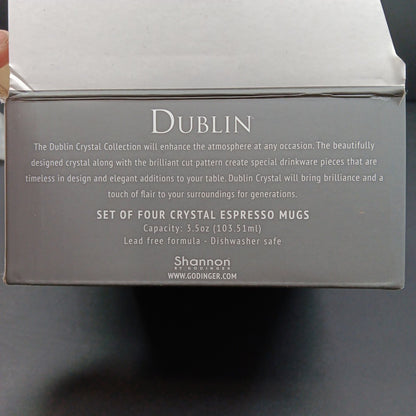 DUBLIN
The Dublin Crystal Collection will enhance the atmosphere at any occasion. The beautifully
designed crystal along with the brilliant cut pattern create special drinkware pieces that are
timeless in design and elegant additions to your table. Dublin Crystal will bring brilliance and a
touch of flair to your surroundings for generations.
SET OF FOUR CRYSTAL ESPRESSO MUGS
Capacity: 3.5oz (103.51ml)
Lead free formula - Dishwasher safe
Shannon
BY GODINGER
WWW.GODINGER.COM